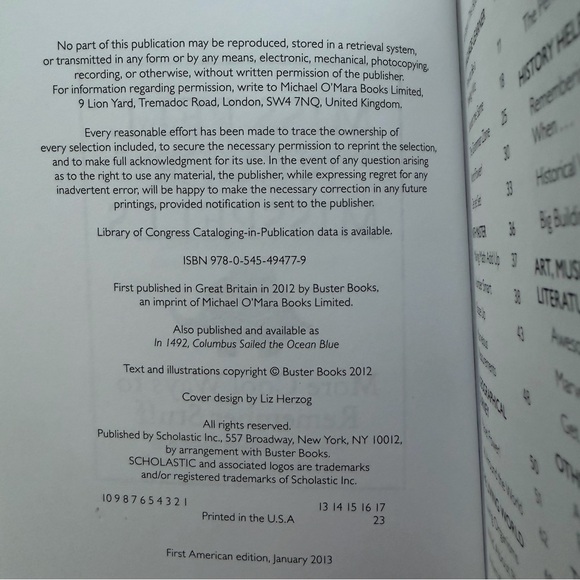 No part of this publication may be reproduced, stored in a retrieval system,
or transmitted in any form or by any means, electronic, mechanical, photocopying,
recording, or otherwise, without written permission of the publisher.
For information regarding permission, write to Michael O'Mara Books Limited,
9 Lion Yard, Tremadoc Road, London, SW4 7NQ, United Kingdom.
Every reasonable effort has been made to trace the ownership of
every selection included, to secure the necessary permission to reprint the selection,
and to make full acknowledgment for its use. In the event of any question arising
as to the right to use any material, the publisher, while expressing regret for any
inadvertent error, will be happy to make the necessary correction in any future
printings, provided notification is sent to the publisher.
Library of Congress Cataloging-in-Publication data is available.
ISBN 978-0-545-49477-9
First published in Great Britain in 2012 by Buster Books,
an imprint of Michael O'Mara Books Limited.
Also published and available as
In 1492, Columbus Sailed the Ocean Blue
Text and illustrations copyright © Buster Books 2012
Cover design by Liz Herzog
All rights reserved.
Published by Scholastic Inc., 557 Broadway, New York, NY 10012,
by arrangement with Buster Books.
SCHOLASTIC and associated logos are trademarks
and/or registered trademarks of Scholastic Inc.
10 9 8 7 6 5 4 3 2 1 13 14 15 16 17
Printed in the U.S.A 23
First American edition, January 2013
11
18
25
30
33
36
37
38
43
48
50
The
HISTORY
Remember
When....
Historical
Big
ART,